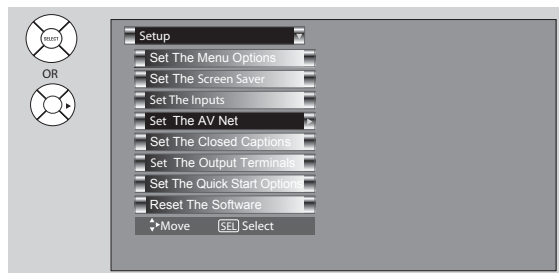 SELECT
OR
Setup
Set The Menu Options
Set The Screen Saver
Set The Inputs
Set The AV Net
Set The Closed Captions
Set The Output Terminals
Set The Quick Start Options
Reset The Software
Move SEL Select